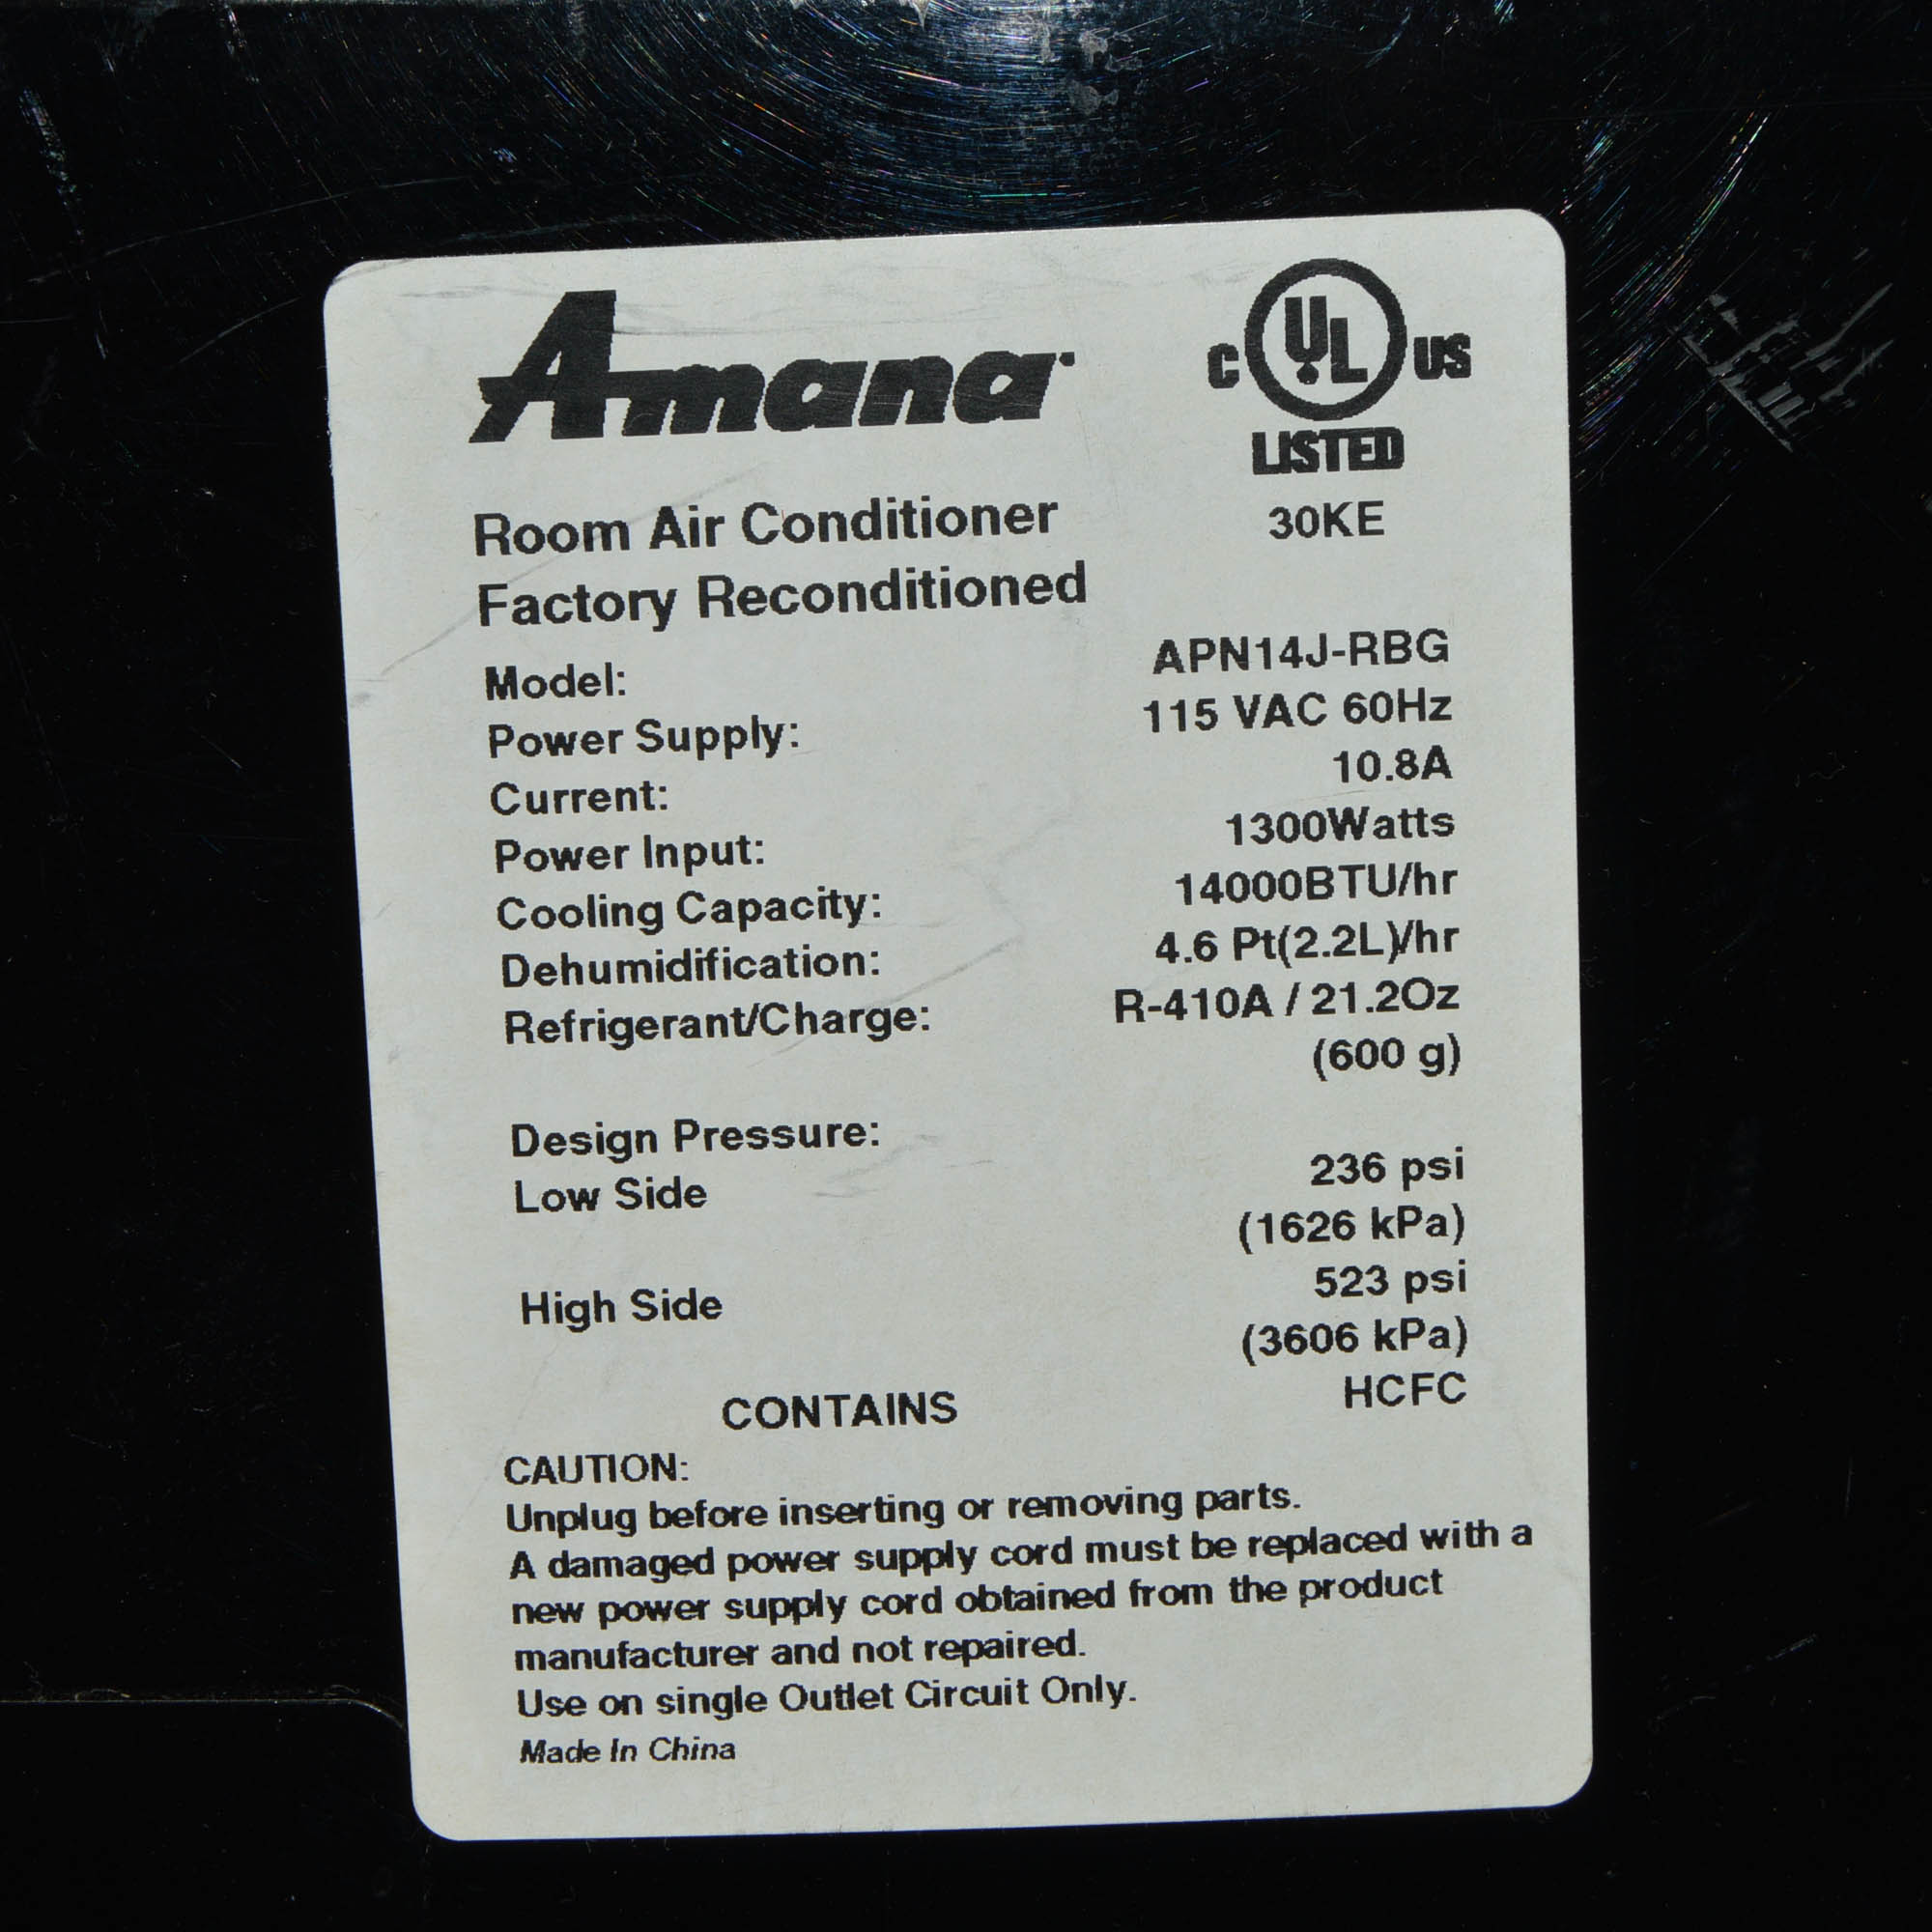 Amana
C UL US
LISTED
30KE
Room Air Conditioner
Factory Reconditioned
Model: APN14J-RBG
Power Supply: 115 VAC 60Hz
Current: 10.8A
Power Input: 1300Watts
Cooling Capacity: 14000BTU/hr
Dehumidification: 4.6 Pt(2.2L)/hr
Refrigerant/Charge: R-410A / 21.2Oz
(600 g)
Design Pressure:
Low Side 236 psi
(1626 kPa)
High Side 523 psi
(3606 kPa)
CONTAINS HCFC
CAUTION:
Unplug before inserting or removing parts.
A damaged power supply cord must be replaced with a
new power supply cord obtained from the product
manufacturer and not repaired.
Use on single Outlet Circuit Only.
Made In China